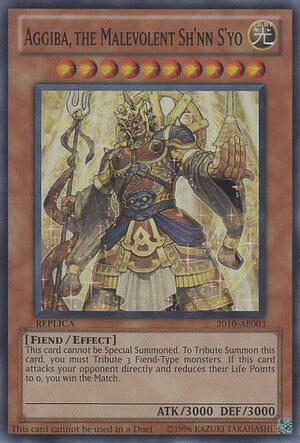 AGGIBA, THE MALEVOLENT SH'NN S'YO
光
REPLICA
2010-AE003
[FIEND / EFFECT]
This card cannot be Special Summoned. To Tribute Summon this
card, you must Tribute 3 Fiend-Type monsters. If this card
attacks your opponent directly and reduces their Life Points
to 0, you win the Match.
ATK/3000 DEF/3000
This card cannot be used in a Duel.
©1996 KAZUKI TAKAHASHI